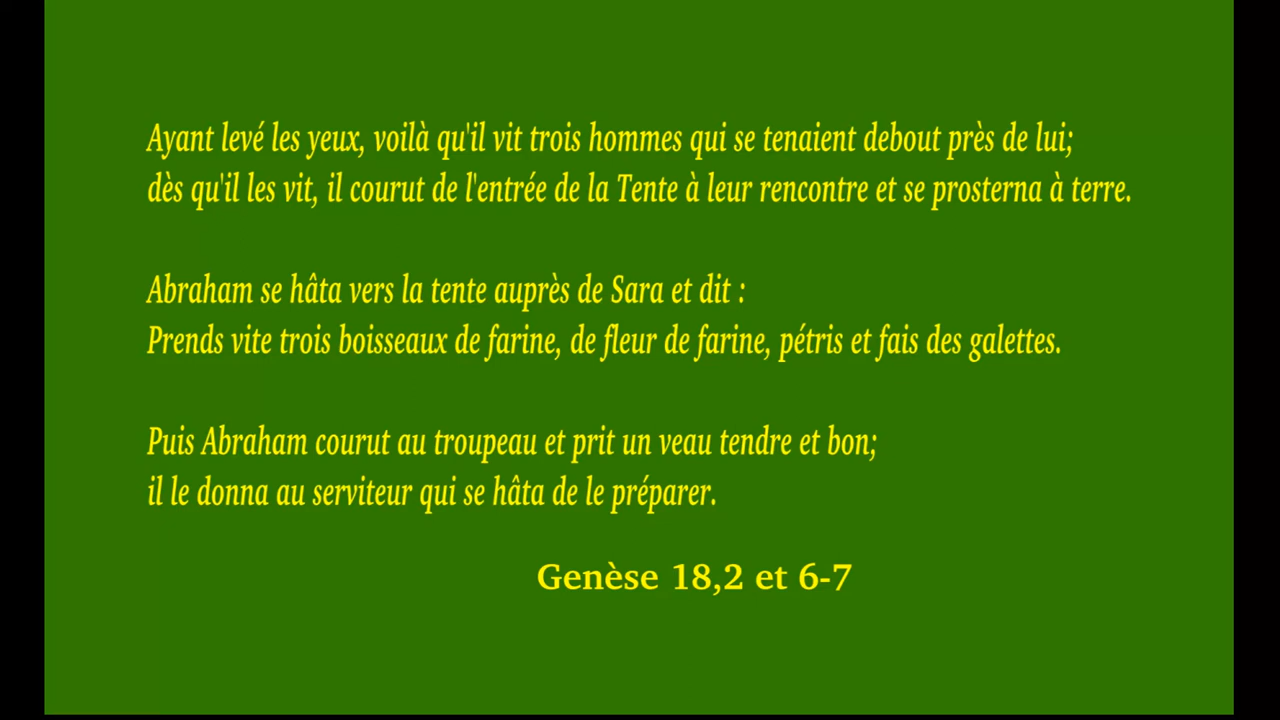 Ayant levé les yeux, voilà qu'il vit trois hommes qui se tenaient debout près de lui;
dès qu'il les vit, il courut de l'entrée de la Tente à leur rencontre et se prosterna à terre.
Abraham se hâta vers la tente auprès de Sara et dit :
Prends vite trois boisseaux de farine, de fleur de farine, pétris et fais des galettes.
Puis Abraham courut au troupeau et prit un veau tendre et bon;
il le donna au serviteur qui se hâta de le préparer.
Genèse 18,2 et 6-7